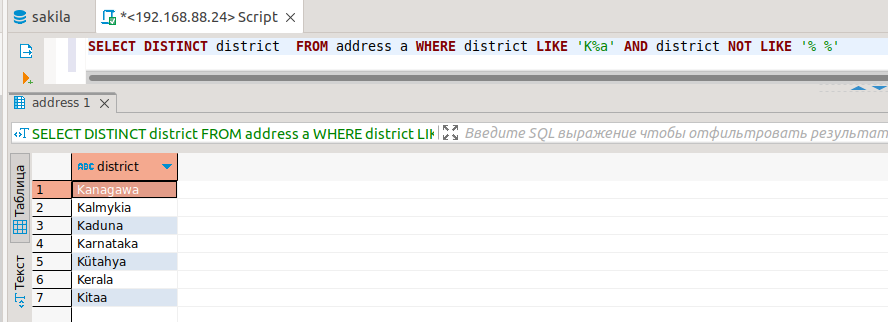 sakila
*<192.168.88.24> Script
SELECT DISTINCT district  FROM address a WHERE district LIKE 'K%a' AND district NOT LIKE '% %'
address 1
SELECT DISTINCT district FROM address a WHERE district LIK
Введите SQL выражение чтобы отфильтровать результат
Таблица
Текст
ABC district
1 Kanagawa
2 Kalmykia
3 Kaduna
4 Karnataka
5 Kütahya
6 Kerala
7 Kitaa